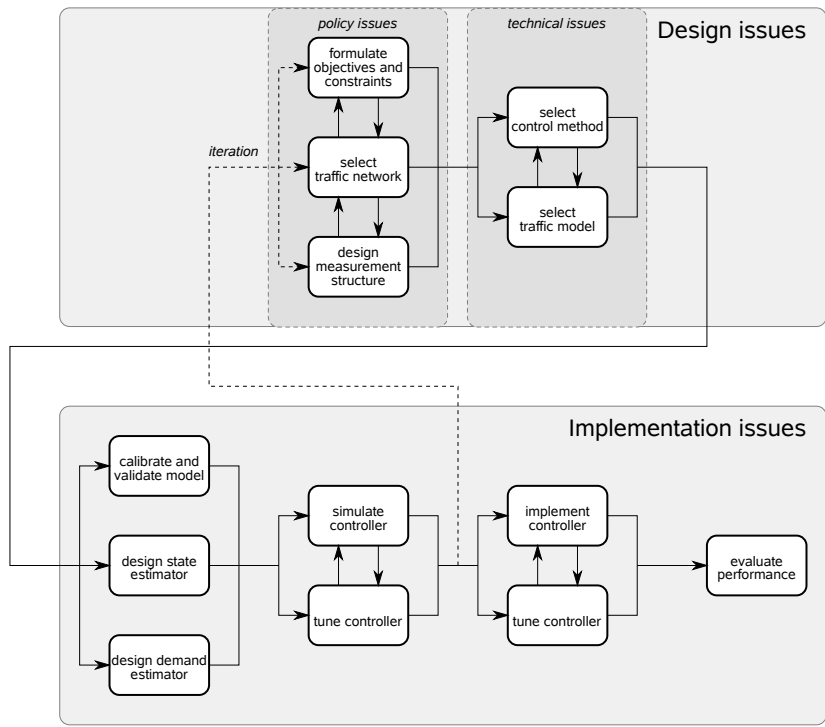 policy issues
technical issues
Design issues
formulate
objectives and
constraints
select
control method
iteration
select
traffic network
select
traffic model
design
measurement
structure
Implementation issues
calibrate and
validate model
simulate
controller
implement
controller
design state
estimator
evaluate
performance
tune controller
tune controller
design demand
estimator